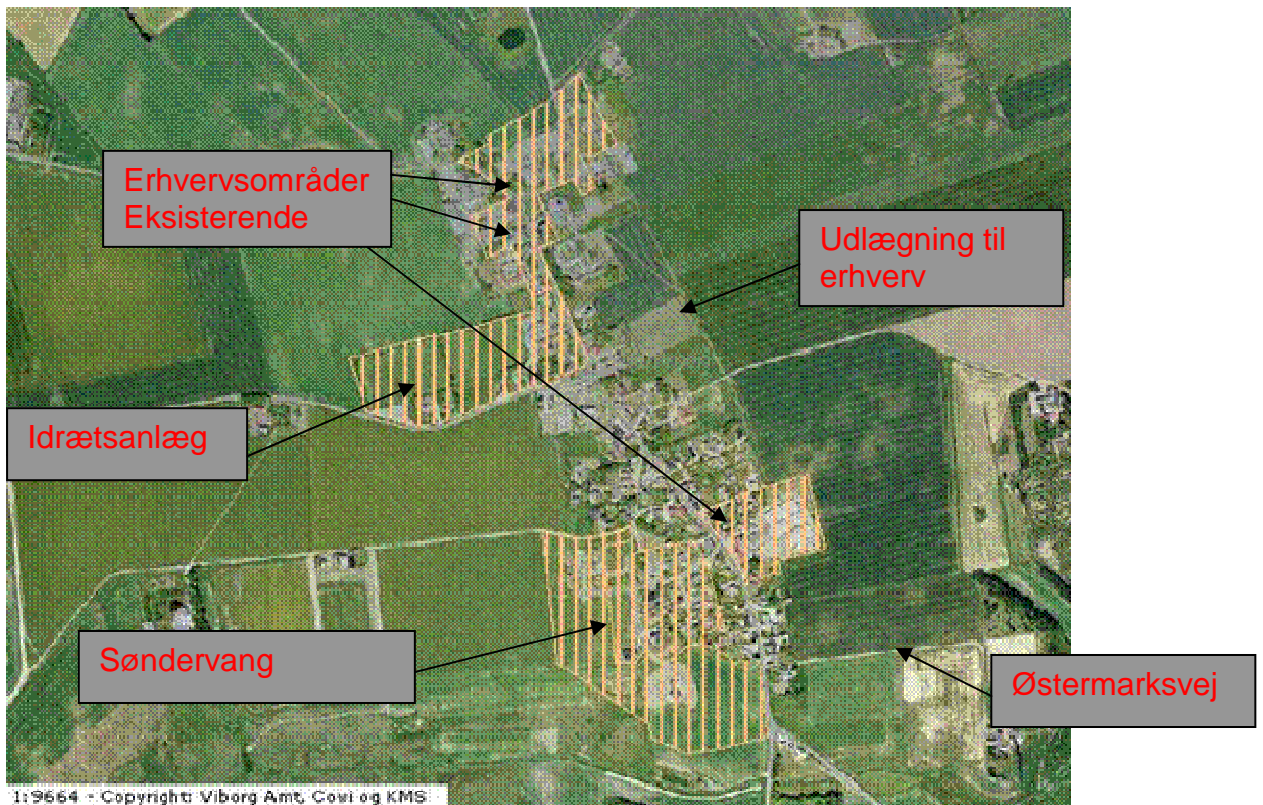 Erhvervsområder
Eksisterende
Udlægning til
erhverv
Idrætsanlæg
Søndervang
Østermarksvej
1:9664 - Copyright: Viborg Amt, Cowi og KMS